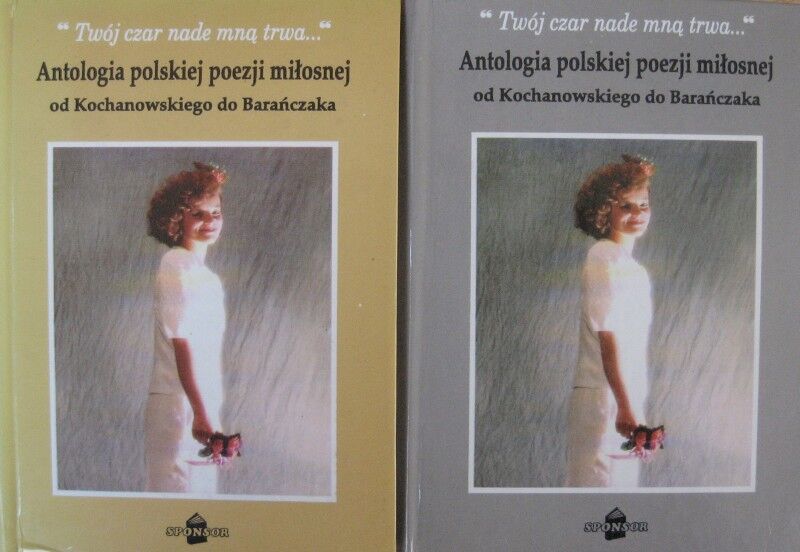 “ Twój czar nade mną trwa...“
Antologia polskiej poezji miłosnej
od Kochanowskiego do Barańczaka
SPONSOR
“ Twój czar nade mną trwa...“
Antologia polskiej poezji miłosnej
od Kochanowskiego do Barańczaka
SPONSOR